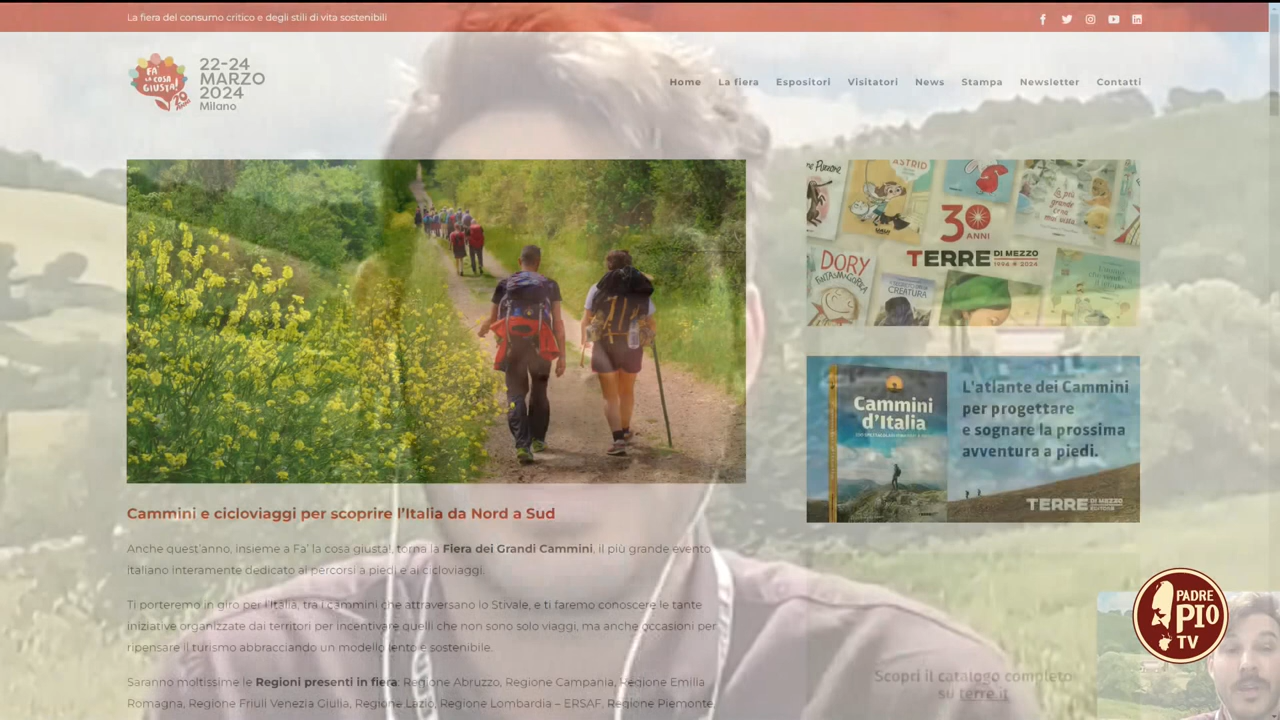 La fiera del consumo critico e degli stili di vita sostenibili
FA'
LA COSA
GIUSTA!
20
22-24
MARZO
2024
Milano
Home La fiera Espositori Visitatori News Stampa Newsletter Contatti
ASTRID
30
ANNI
TERRE DI MEZZO
1994 2024
DORY
FANTASMAGORICA
CREATURA
Cammini
d'Italia
L'atlante dei Cammini
per progettare
e sognare la prossima
avventura a piedi.
TERRE DI MEZZO
EDITORE
Cammini e cicloviaggi per scoprire l'Italia da Nord a Sud
Anche quest'anno, insieme a Fa' la cosa giusta!, torna la Fiera dei Grandi Cammini, il più grande evento
italiano interamente dedicato ai percorsi a piedi e ai cicloviaggi.
Ti porteremo in giro per l'Italia, tra i cammini che attraversano lo Stivale, e ti faremo conoscere le tante
iniziative organizzate dai territori per incentivare quelli che non sono solo viaggi, ma anche occasioni per
ripensare il turismo abbracciando un modello lento e sostenibile.
Saranno moltissime le Regioni presenti in fiera: Regione Abruzzo, Regione Campania, Regione Emilia
Romagna, Regione Friuli Venezia Giulia, Regione Lazio, Regione Lombardia – ERSAF, Regione Piemonte,
Scopri il catalogo completo
su terre.it
PADRE
PIO
TV